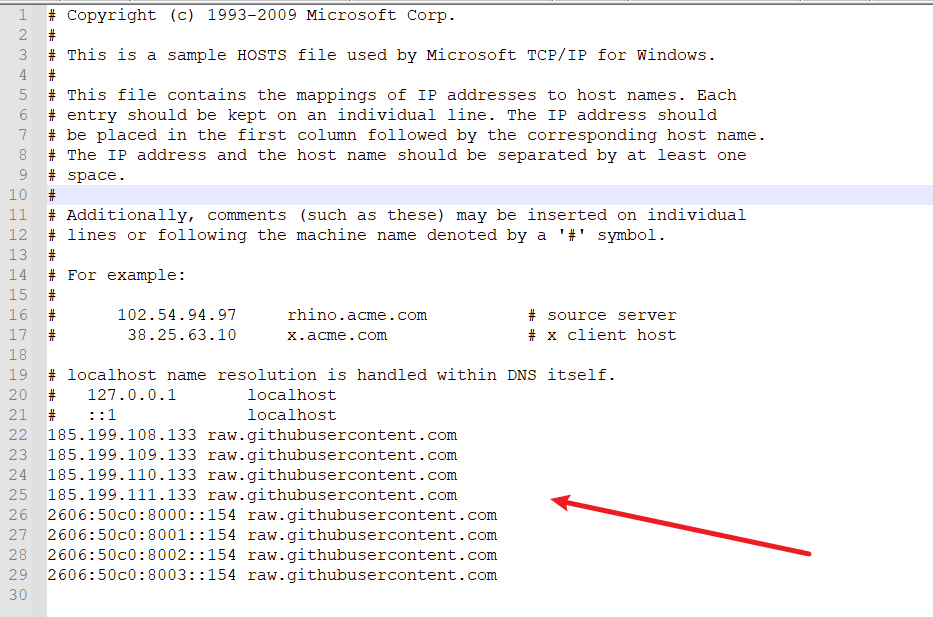 1 # Copyright (c) 1993-2009 Microsoft Corp.
2 #
3 # This is a sample HOSTS file used by Microsoft TCP/IP for Windows.
4 #
5 # This file contains the mappings of IP addresses to host names. Each
6 # entry should be kept on an individual line. The IP address should
7 # be placed in the first column followed by the corresponding host name.
8 # The IP address and the host name should be separated by at least one
9 # space.
10 #
11 # Additionally, comments (such as these) may be inserted on individual
12 # lines or following the machine name denoted by a '#' symbol.
13 #
14 # For example:
15 #
16 #      102.54.94.97     rhino.acme.com          # source server
17 #       38.25.63.10     x.acme.com              # x client host
18
19 # localhost name resolution is handled within DNS itself.
20 #   127.0.0.1       localhost
21 #   ::1             localhost
22 185.199.108.133 raw.githubusercontent.com
23 185.199.109.133 raw.githubusercontent.com
24 185.199.110.133 raw.githubusercontent.com
25 185.199.111.133 raw.githubusercontent.com
26 2606:50c0:8000::154 raw.githubusercontent.com
27 2606:50c0:8001::154 raw.githubusercontent.com
28 2606:50c0:8002::154 raw.githubusercontent.com
29 2606:50c0:8003::154 raw.githubusercontent.com
30